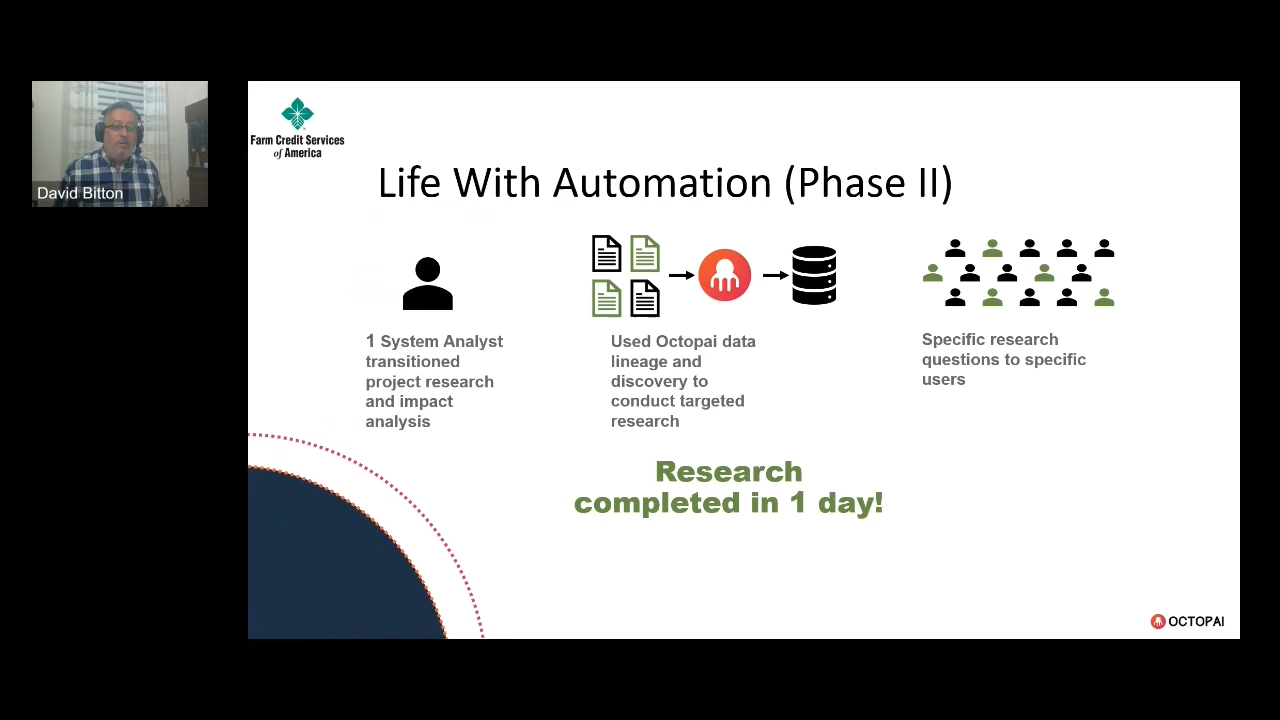 David Bitton
Farm Credit Services
of America
Life With Automation (Phase II)
1 System Analyst
transitioned
project research
and impact
analysis
Used Octopai data
lineage and
discovery to
conduct targeted
research
Specific research
questions to specific
users
Research
completed in 1 day!
OCTOPAI